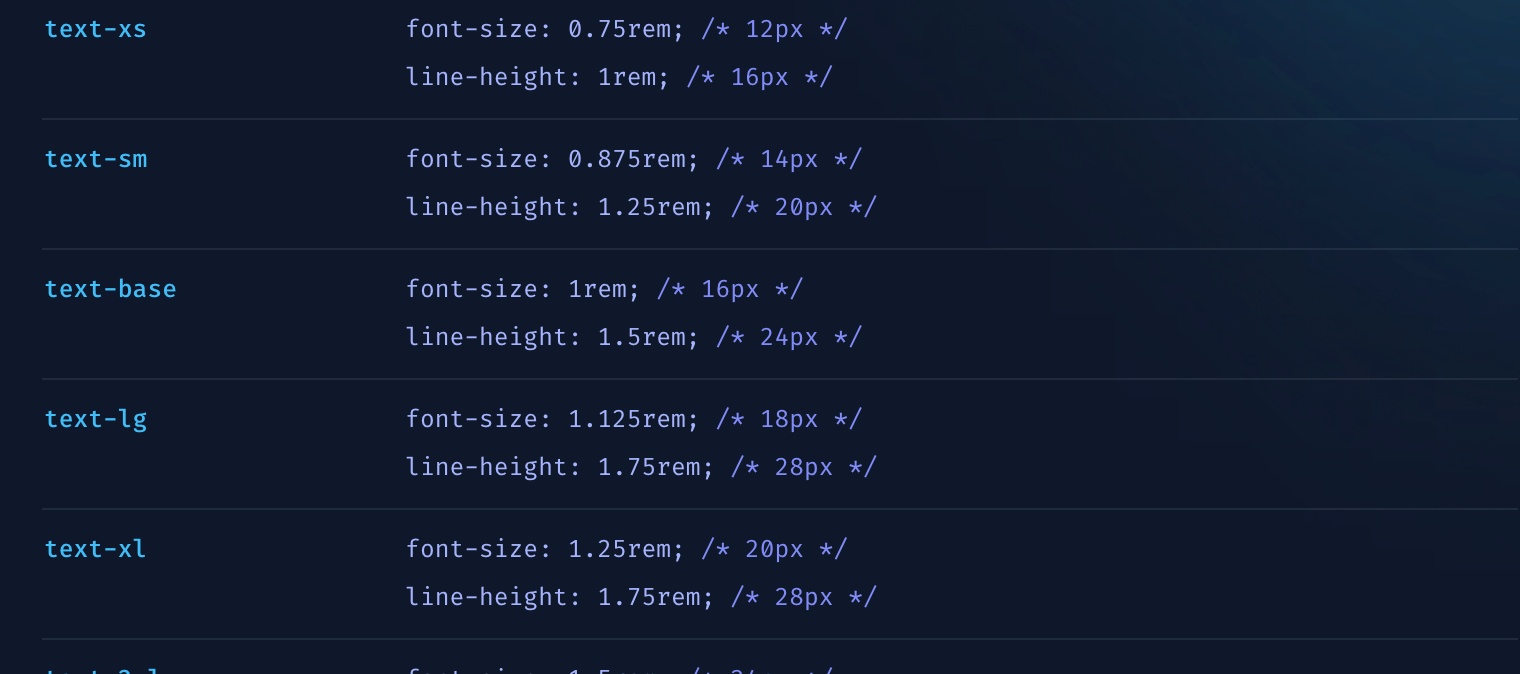 text-xs font-size: 0.75rem; /* 12px */
line-height: 1rem; /* 16px */
text-sm font-size: 0.875rem; /* 14px */
line-height: 1.25rem; /* 20px */
text-base font-size: 1rem; /* 16px */
line-height: 1.5rem; /* 24px */
text-lg font-size: 1.125rem; /* 18px */
line-height: 1.75rem; /* 28px */
text-xl font-size: 1.25rem; /* 20px */
line-height: 1.75rem; /* 28px */